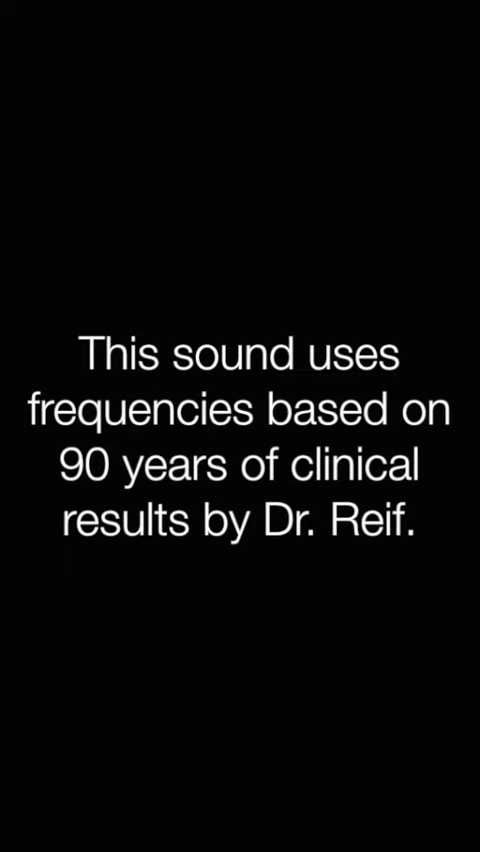 This sound uses
frequencies based on
90 years of clinical
results by Dr. Reif.